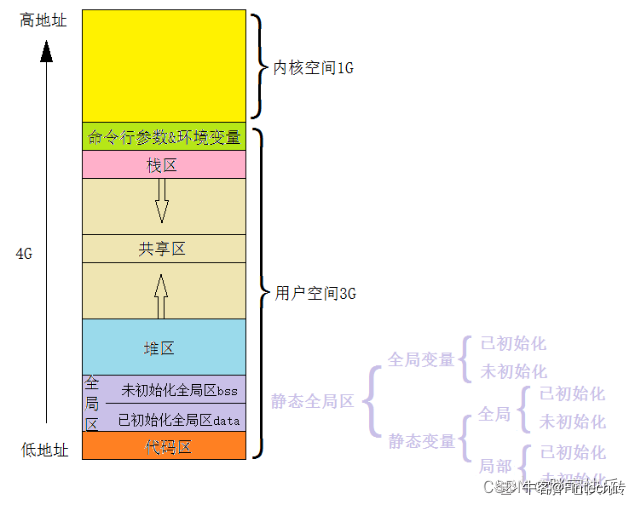 高地址
内核空间1G
命令行参数&环境变量
栈区
共享区
4G
用户空间3G
堆区
全局区
未初始化全局区bss
已初始化全局区data
低地址
代码区
静态全局区
全局变量
已初始化
未初始化
静态变量
全局
已初始化
未初始化
局部
已初始化
未初始化
CSDN